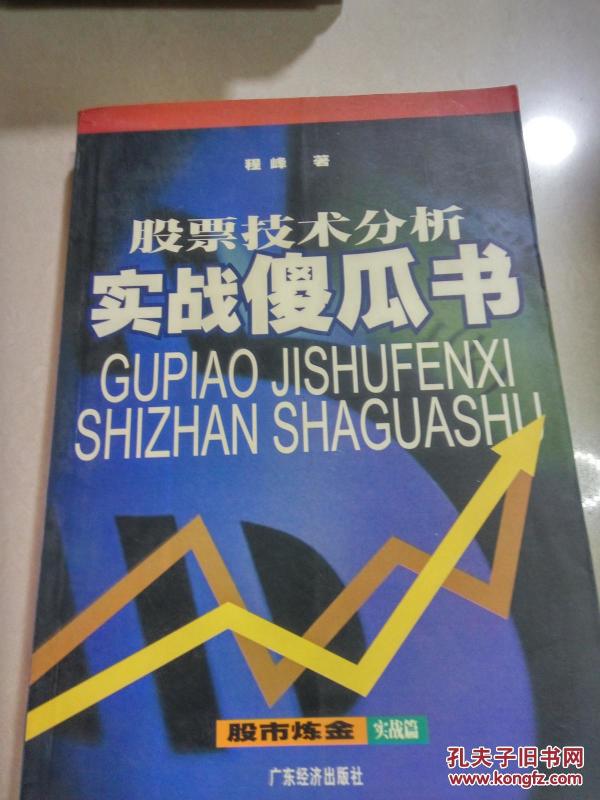 程峰 著
股票技术分析
实战傻瓜书
GUPIAO JISHUFENXI
SHIZHAN SHAGUASHU
股市炼金 实战篇
广东经济出版社
孔夫子旧书网
www.kongfz.com